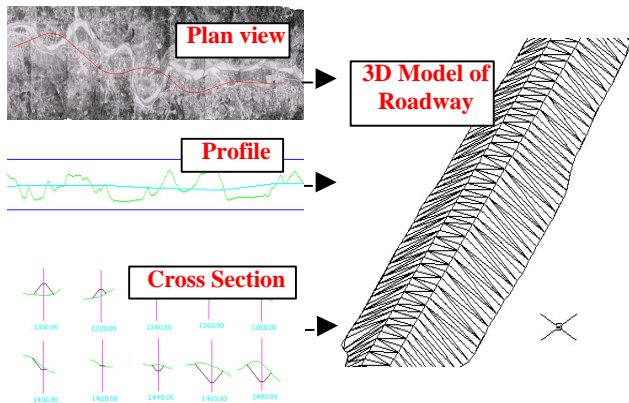 Plan view
3D Model of
Roadway
Profile
Cross Section
1300.00 1320.00 1340.00 1360.00 1380.00
1400.00 1420.00 1440.00 1460.00 1480.00